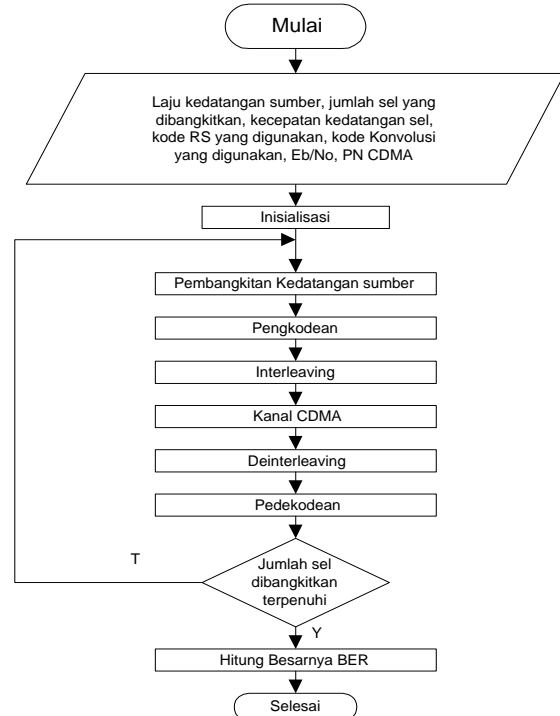 Mulai
Laju kedatangan sumber, jumlah sel yang
dibangkitkan, kecepatan kedatangan sel,
kode RS yang digunakan, kode Konvolusi
yang digunakan, Eb/No, PN CDMA
Inisialisasi
Pembangkitan Kedatangan sumber
Pengkodean
Interleaving
Kanal CDMA
Deinterleaving
Pedekodean
T
Jumlah sel
dibangkitkan
terpenuhi
Y
Hitung Besarnya BER
Selesai